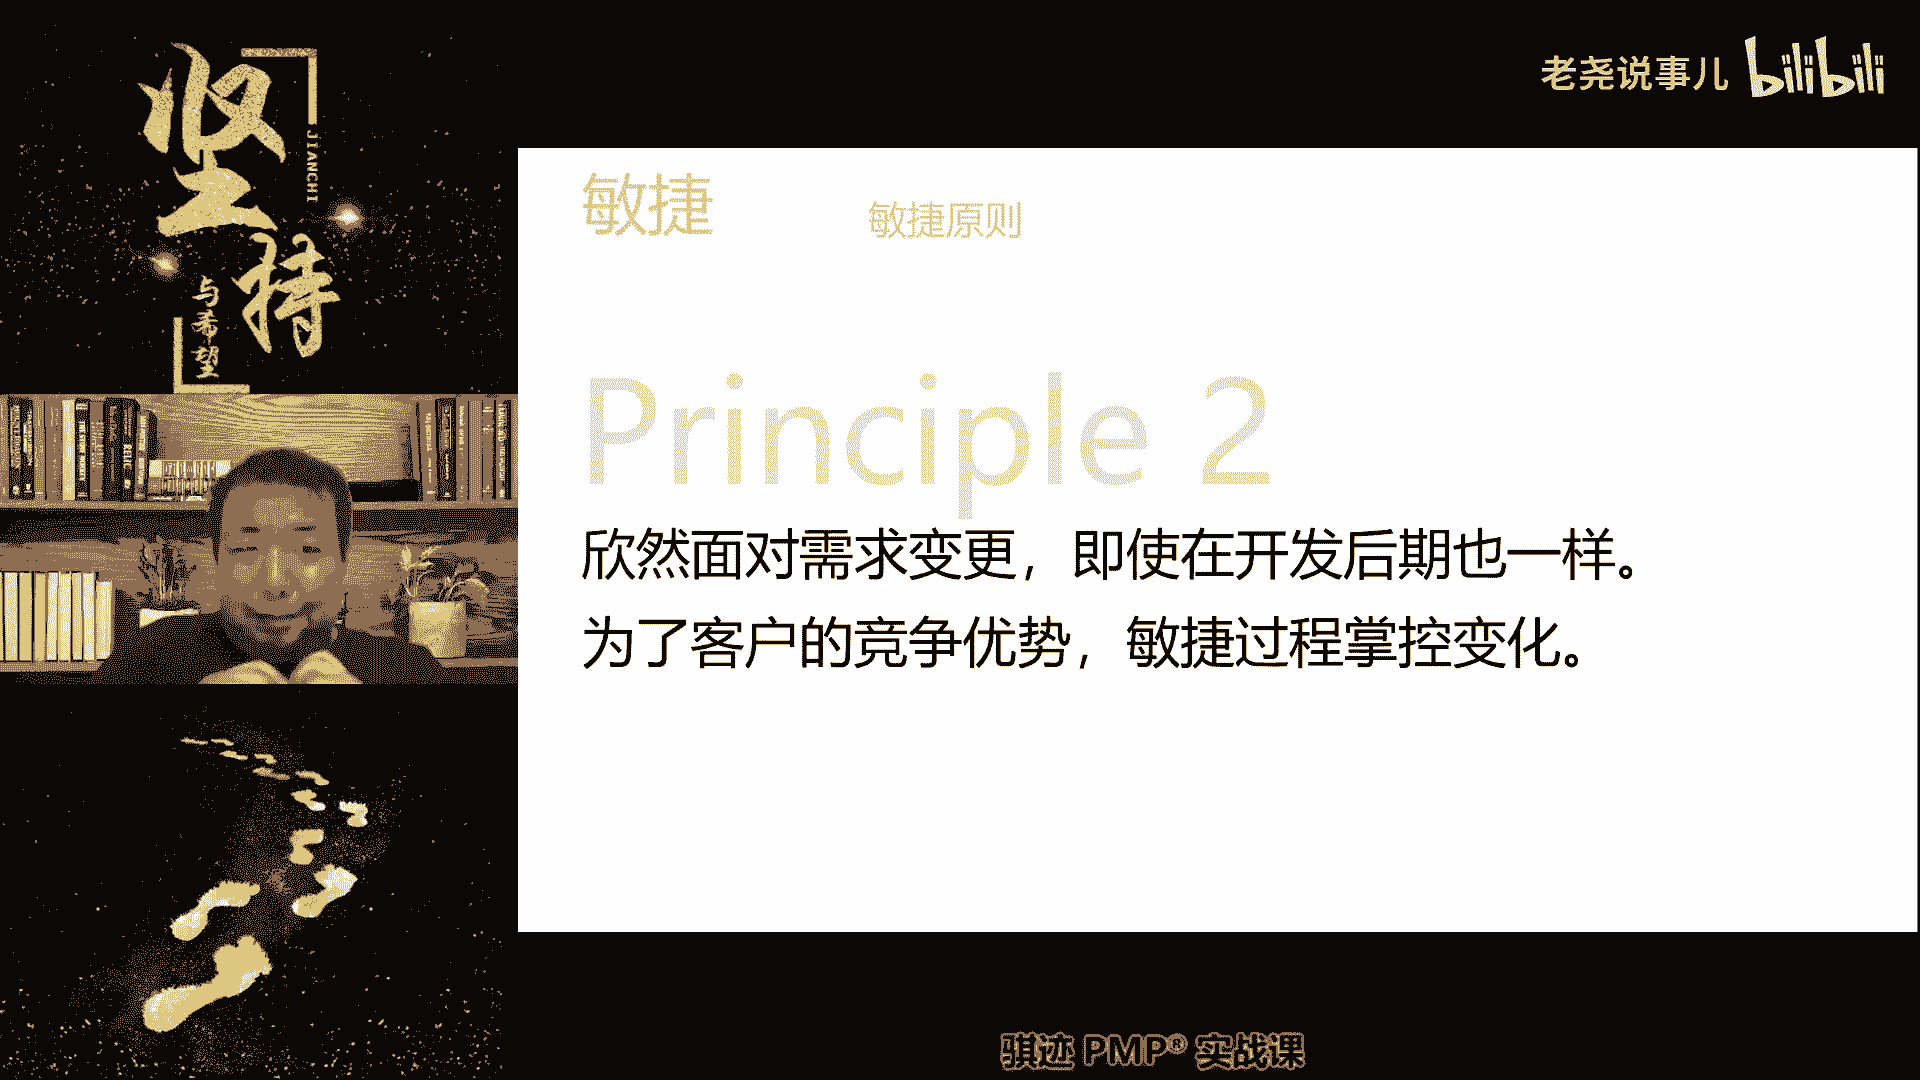 坚持
JIANCHI
与希望
老尧说事儿 bilibili
敏捷
敏捷原则
Principle 2
欣然面对需求变更，即使在开发后期也一样。
为了客户的竞争优势，敏捷过程掌控变化。
骐迹 PMP® 实战课